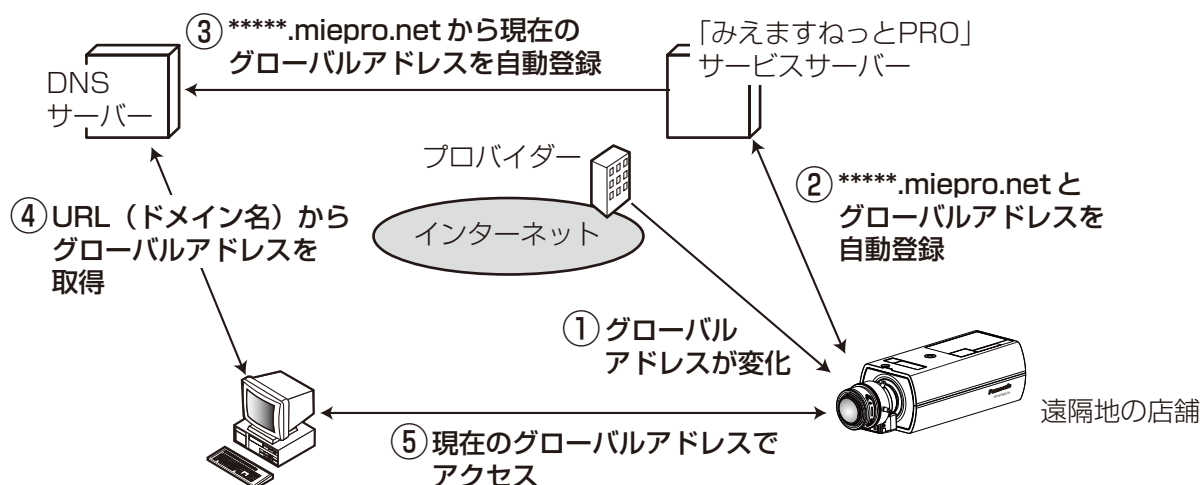 ③*****.miepro.net から現在の
グローバルアドレスを自動登録
「みえますねっとPRO」
サービスサーバー
DNS
サーバー
プロバイダー
インターネット
②*****.miepro.net と
グローバルアドレスを
自動登録
④URL（ドメイン名）から
グローバルアドレスを
取得
①グローバル
アドレスが変化
Panasonic
遠隔地の店舗
⑤現在のグローバルアドレスで
アクセス